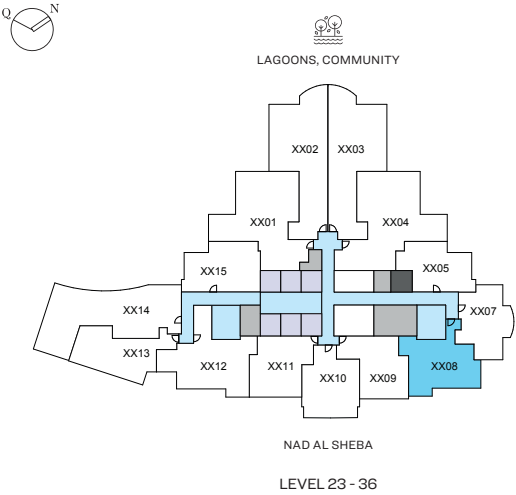 Q N
LAGOONS, COMMUNITY
XX02 XX03
XX01 XX04
XX15 XX05
XX14 XX07
XX13 XX12 XX11 XX10 XX09 XX08
NAD AL SHEBA
LEVEL 23 - 36